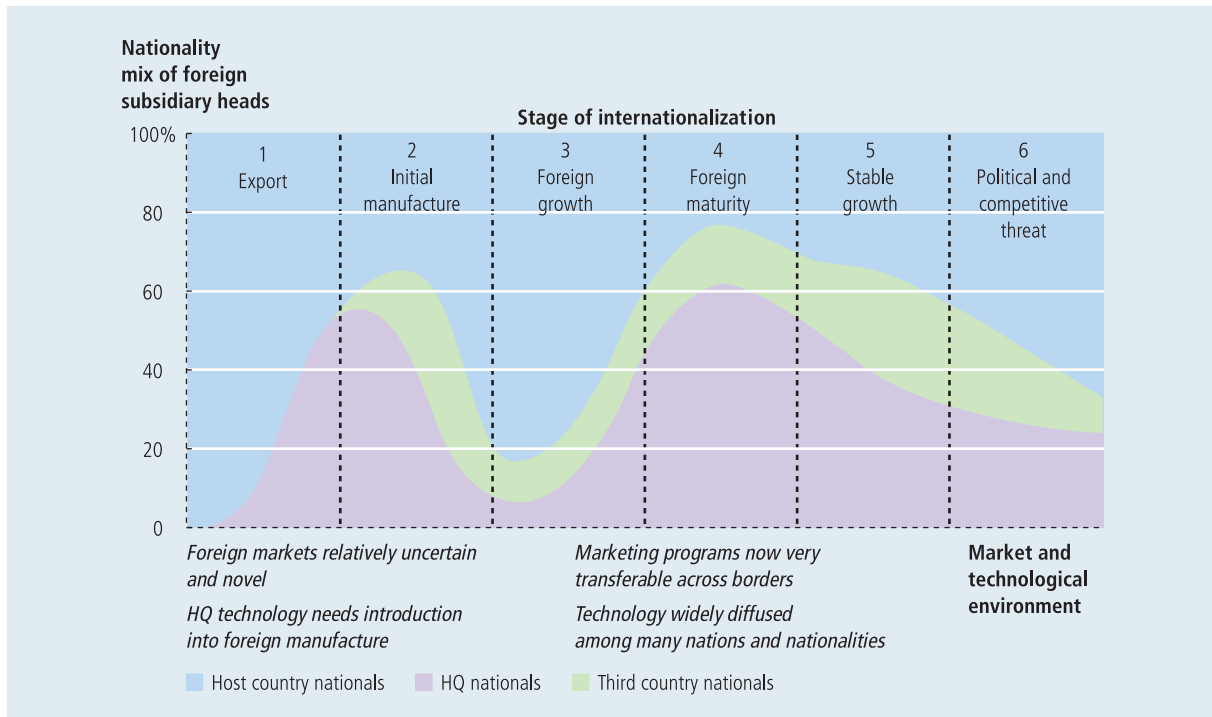 Nationality
mix of foreign
subsidiary heads
Stage of internationalization
100%
80
60
40
20
0
1
Export
2
Initial
manufacture
3
Foreign
growth
4
Foreign
maturity
5
Stable
growth
6
Political and
competitive
threat
Foreign markets relatively uncertain
and novel
HQ technology needs introduction
into foreign manufacture
Marketing programs now very
transferable across borders
Technology widely diffused
among many nations and nationalities
Market and
technological
environment
Host country nationals
HQ nationals
Third country nationals